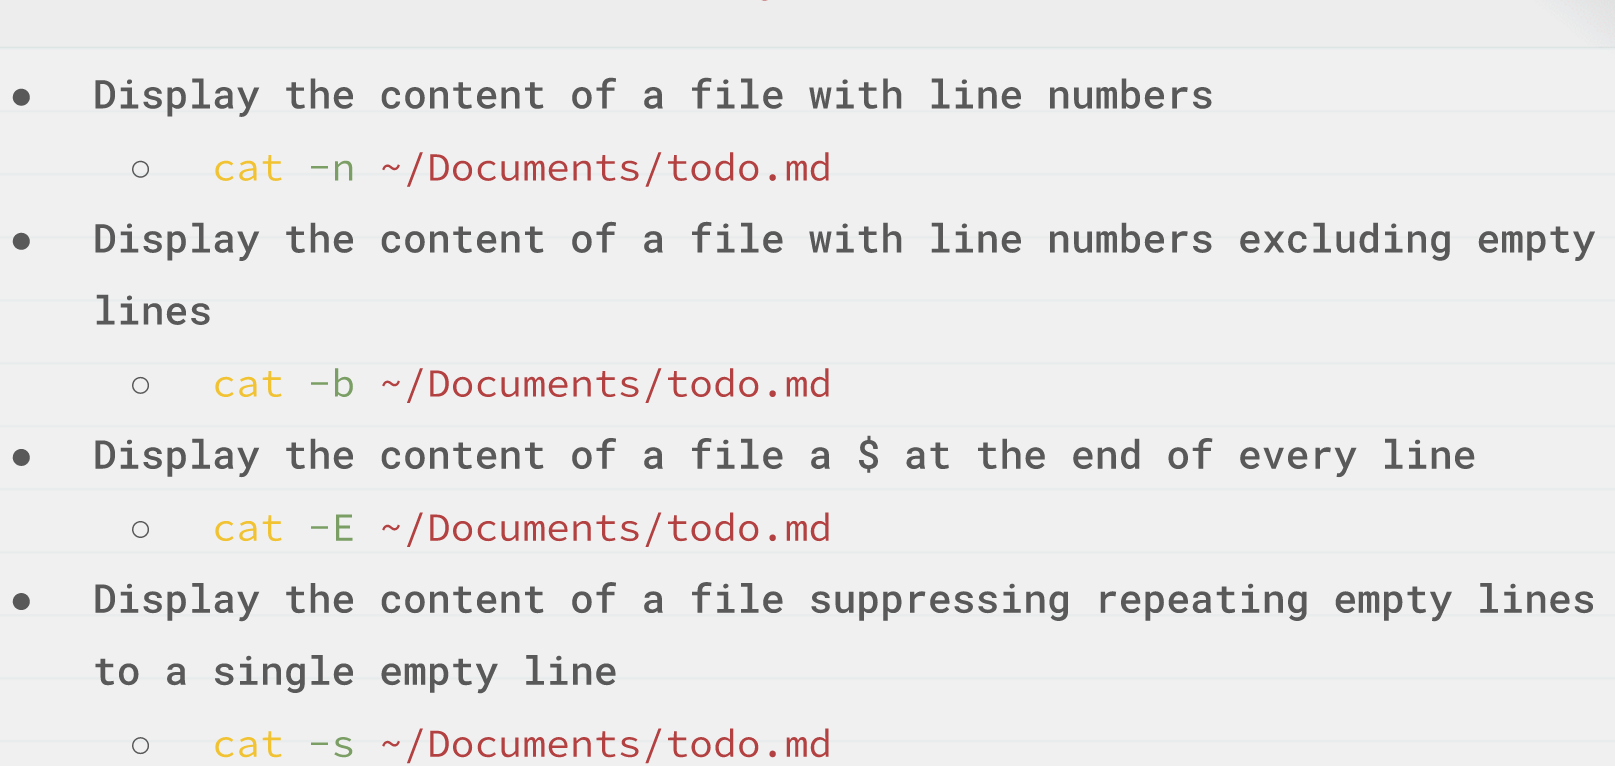 ● Display the content of a file with line numbers
○ cat -n ~/Documents/todo.md
● Display the content of a file with line numbers excluding empty
lines
○ cat -b ~/Documents/todo.md
● Display the content of a file a $ at the end of every line
○ cat -E ~/Documents/todo.md
● Display the content of a file suppressing repeating empty lines
to a single empty line
○ cat -s ~/Documents/todo.md